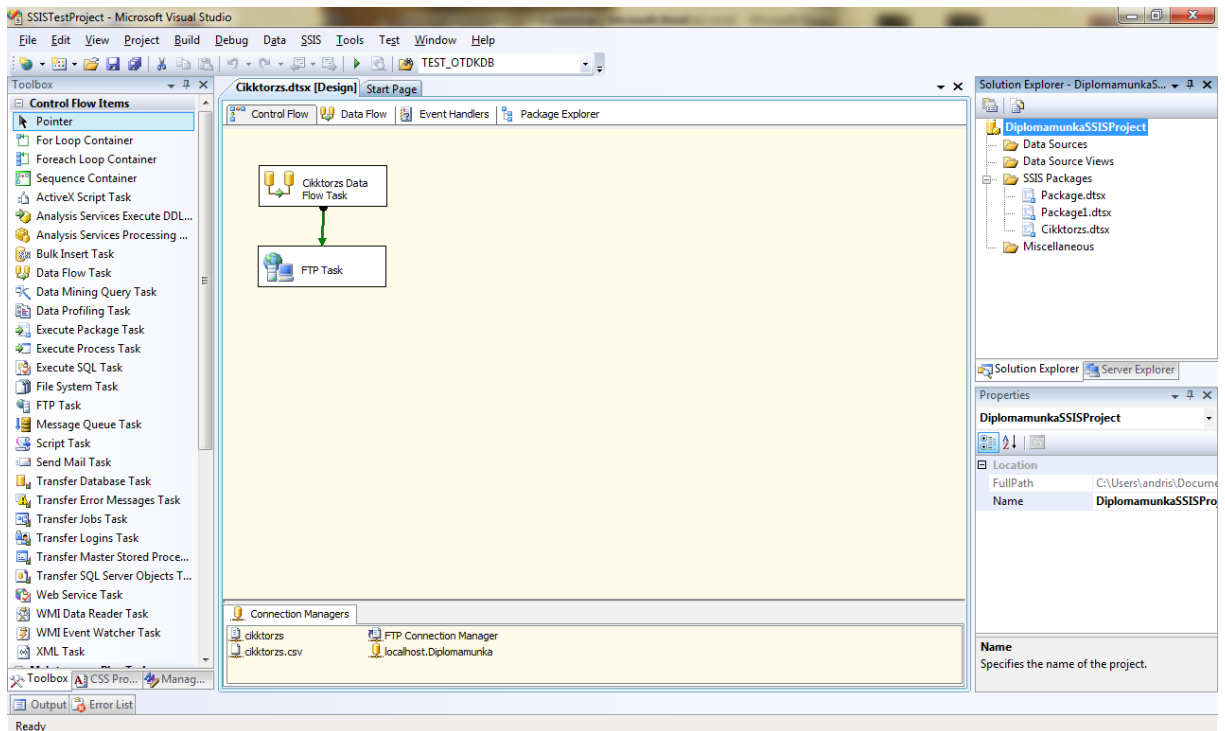 SSISTestProject - Microsoft Visual Studio
File Edit View Project Build Debug Data SSIS Tools Test Window Help
TEST_OTDKDB
Toolbox
Control Flow Items
Pointer
For Loop Container
Foreach Loop Container
Sequence Container
ActiveX Script Task
Analysis Services Execute DDL...
Analysis Services Processing ...
Bulk Insert Task
Data Flow Task
Data Mining Query Task
Data Profiling Task
Execute Package Task
Execute Process Task
Execute SQL Task
File System Task
FTP Task
Message Queue Task
Script Task
Send Mail Task
Transfer Database Task
Transfer Error Messages Task
Transfer Jobs Task
Transfer Logins Task
Transfer Master Stored Proce...
Transfer SQL Server Objects T...
Web Service Task
WMI Data Reader Task
WMI Event Watcher Task
XML Task
Toolbox CSS Pro... Manag...
Cikktorzs.dtsx [Design] Start Page
Control Flow Data Flow Event Handlers Package Explorer
Cikktorzs Data
Flow Task
FTP Task
Connection Managers
cikktorzs FTP Connection Manager
cikktorzs.csv localhost.Diplomamunka
Solution Explorer - DiplomamunkaS...
DiplomamunkaSSISProject
Data Sources
Data Source Views
SSIS Packages
Package.dtsx
Package1.dtsx
Cikktorzs.dtsx
Miscellaneous
Solution Explorer Server Explorer
Properties
DiplomamunkaSSISProject
Location
FullPath C:\Users\andris\Docume
Name DiplomamunkaSSISPro
Name
Specifies the name of the project.
Output Error List
Ready